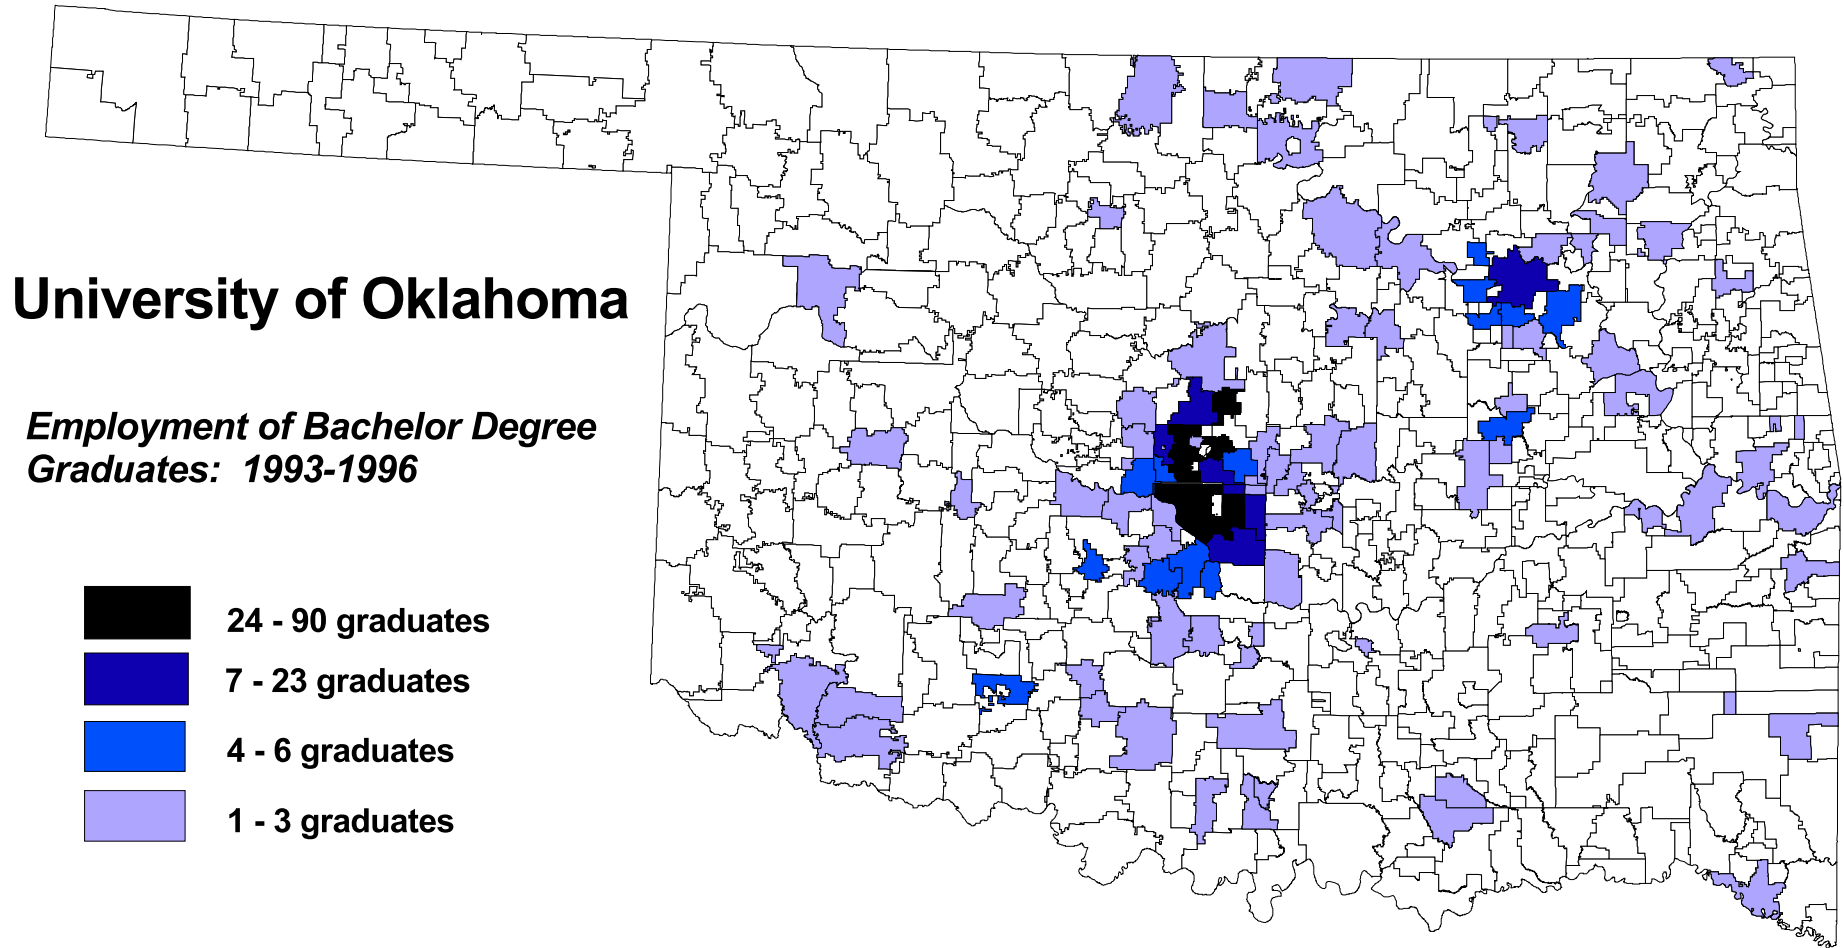 University of Oklahoma
Employment of Bachelor Degree
Graduates: 1993-1996
24 - 90 graduates
7 - 23 graduates
4 - 6 graduates
1 - 3 graduates